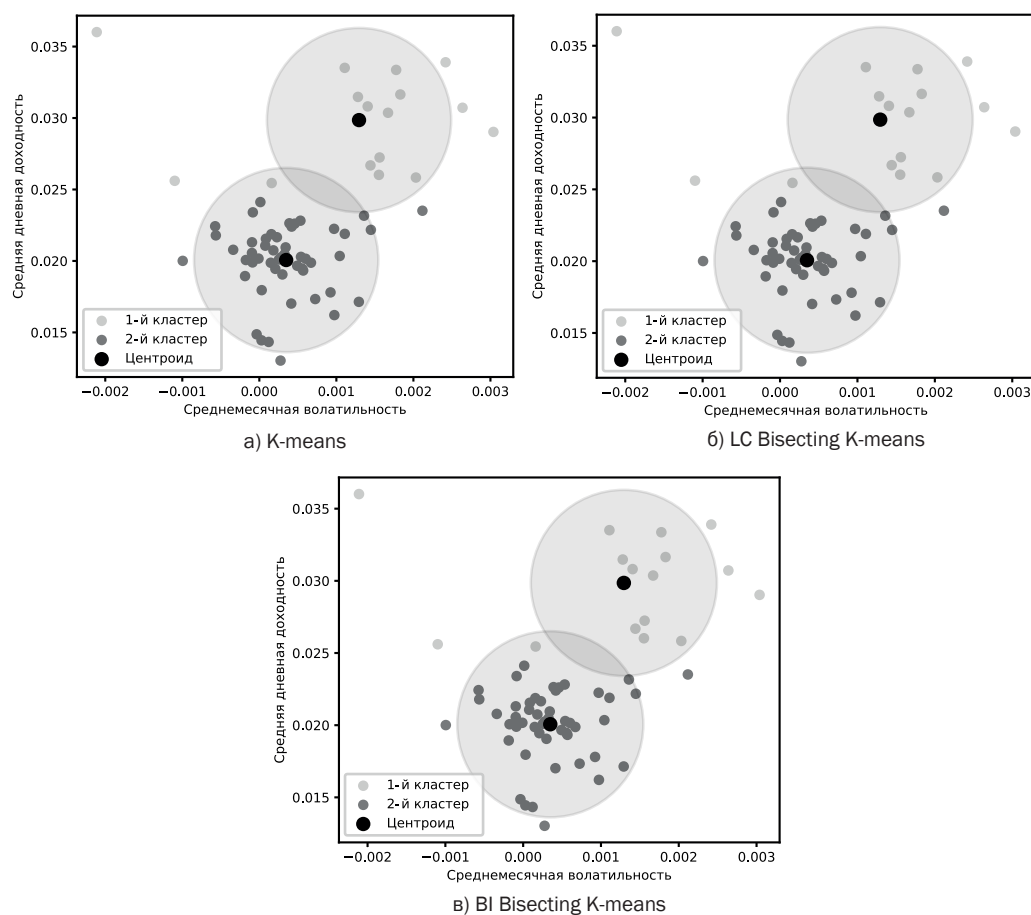 0.035
0.030
0.025
0.020
0.015
Средняя дневная доходность
1-й кластер
2-й кластер
Центроид
−0.002 −0.001 0.000 0.001 0.002 0.003
Среднемесячная волатильность
а) K-means
0.035
0.030
0.025
0.020
0.015
Средняя дневная доходность
1-й кластер
2-й кластер
Центроид
−0.002 −0.001 0.000 0.001 0.002 0.003
Среднемесячная волатильность
б) LC Bisecting K-means
0.035
0.030
0.025
0.020
0.015
Средняя дневная доходность
1-й кластер
2-й кластер
Центроид
−0.002 −0.001 0.000 0.001 0.002 0.003
Среднемесячная волатильность
в) BI Bisecting K-means